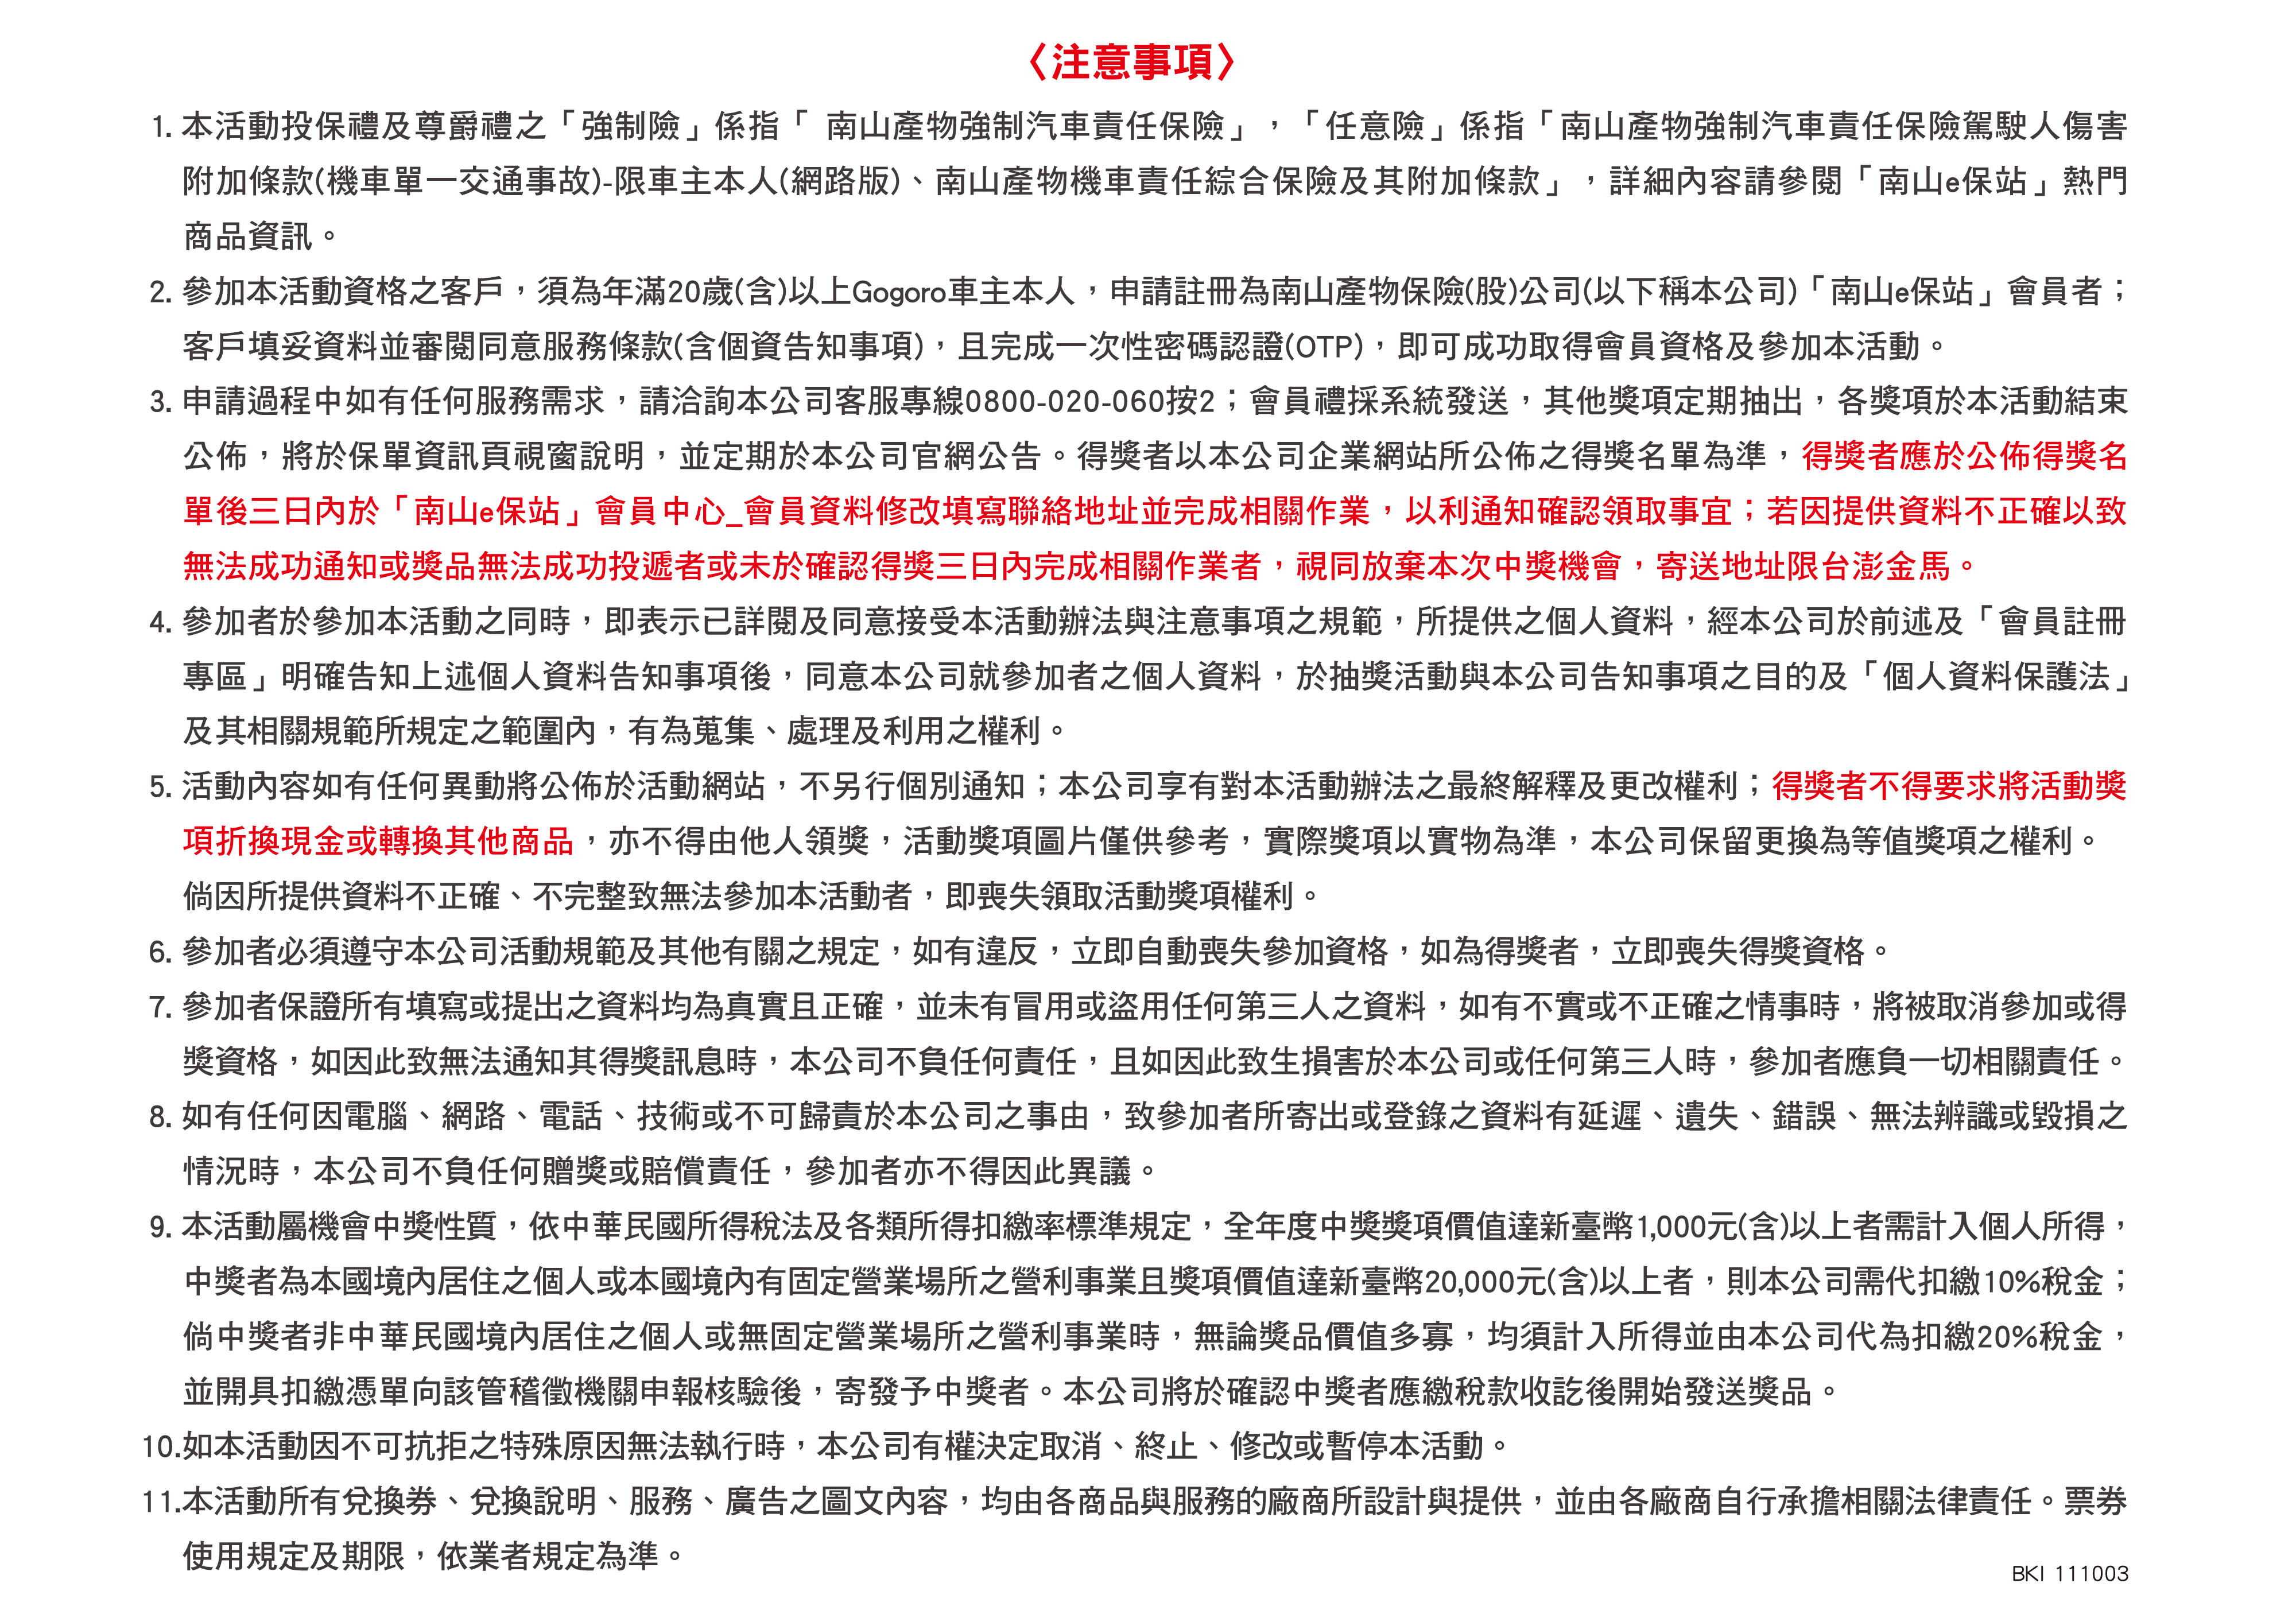 〈注意事項〉
1. 本活動投保禮及尊爵禮之「強制險」係指「 南山產物強制汽車責任保險」,「任意險」係指「南山產物強制汽車責任保險駕駛人傷害
附加條款(機車單一交通事故)-限車主本人(網路版)、南山產物機車責任綜合保險及其附加條款」,詳細內容請參閱「南山e保站」熱門
商品資訊。
2. 參加本活動資格之客戶,須為年滿20歲(含)以上Gogoro車主本人,申請註冊為南山產物保險(股)公司(以下稱本公司)「南山e保站」會員者;
客戶填妥資料並審閱同意服務條款(含個資告知事項),且完成一次性密碼認證(OTP),即可成功取得會員資格及參加本活動。
3. 申請過程中如有任何服務需求,請洽詢本公司客服專線0800-020-060按2;會員禮採系統發送,其他獎項定期抽出,各獎項於本活動結束
公佈,將於保單資訊頁視窗說明,並定期於本公司官網公告。得獎者以本公司企業網站所公佈之得獎名單為準,得獎者應於公佈得獎名
單後三日內於「南山e保站」會員中心_會員資料修改填寫聯絡地址並完成相關作業,以利通知確認領取事宜;若因提供資料不正確以致
無法成功通知或獎品無法成功投遞者或未於確認得獎三日內完成相關作業者,視同放棄本次中獎機會,寄送地址限台澎金馬。
4. 參加者於參加本活動之同時,即表示已詳閱及同意接受本活動辦法與注意事項之規範,所提供之個人資料,經本公司於前述及「會員註冊
專區」明確告知上述個人資料告知事項後,同意本公司就參加者之個人資料,於抽獎活動與本公司告知事項之目的及「個人資料保護法」
及其相關規範所規定之範圍內,有為蒐集、處理及利用之權利。
5. 活動內容如有任何異動將公佈於活動網站,不另行個別通知;本公司享有對本活動辦法之最終解釋及更改權利;得獎者不得要求將活動獎
項折換現金或轉換其他商品,亦不得由他人領獎,活動獎項圖片僅供參考,實際獎項以實物為準,本公司保留更換為等值獎項之權利。
倘因所提供資料不正確、不完整致無法參加本活動者,即喪失領取活動獎項權利。
6. 參加者必須遵守本公司活動規範及其他有關之規定,如有違反,立即自動喪失參加資格,如為得獎者,立即喪失得獎資格。
7. 參加者保證所有填寫或提出之資料均為真實且正確,並未有冒用或盜用任何第三人之資料,如有不實或不正確之情事時,將被取消參加或得
獎資格,如因此致無法通知其得獎訊息時,本公司不負任何責任,且如因此致生損害於本公司或任何第三人時,參加者應負一切相關責任。
8. 如有任何因電腦、網路、電話、技術或不可歸責於本公司之事由,致參加者所寄出或登錄之資料有延遲、遺失、錯誤、無法辨識或毀損之
情況時,本公司不負任何贈獎或賠償責任,參加者亦不得因此異議。
9. 本活動屬機會中獎性質,依中華民國所得稅法及各類所得扣繳率標準規定,全年度中獎獎項價值達新臺幣1,000元(含)以上者需計入個人所得,
中獎者為本國境內居住之個人或本國境內有固定營業場所之營利事業且獎項價值達新臺幣20,000元(含)以上者,則本公司需代扣繳10%稅金;
倘中獎者非中華民國境內居住之個人或無固定營業場所之營利事業時,無論獎品價值多寡,均須計入所得並由本公司代為扣繳20%稅金,
並開具扣繳憑單向該管稽徵機關申報核驗後,寄發予中獎者。本公司將於確認中獎者應繳稅款收訖後開始發送獎品。
10.如本活動因不可抗拒之特殊原因無法執行時,本公司有權決定取消、終止、修改或暫停本活動。
11.本活動所有兌換券、兌換說明、服務、廣告之圖文內容,均由各商品與服務的廠商所設計與提供,並由各廠商自行承擔相關法律責任。票券
使用規定及期限,依業者規定為準。
BKI 111003